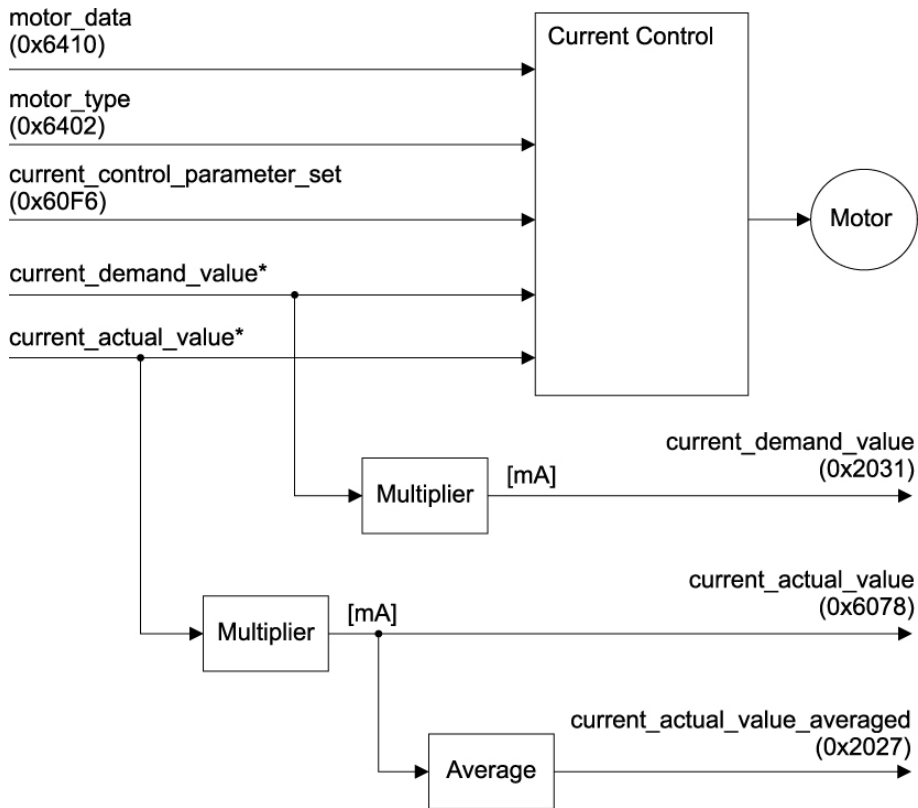 motor_data
(0x6410)
Current Control
motor_type
(0x6402)
current_control_parameter_set
(0x60F6)
Motor
current_demand_value*
current_actual_value*
current_demand_value
(0x2031)
Multiplier
[mA]
current_actual_value
(0x6078)
Multiplier
[mA]
current_actual_value_averaged
(0x2027)
Average